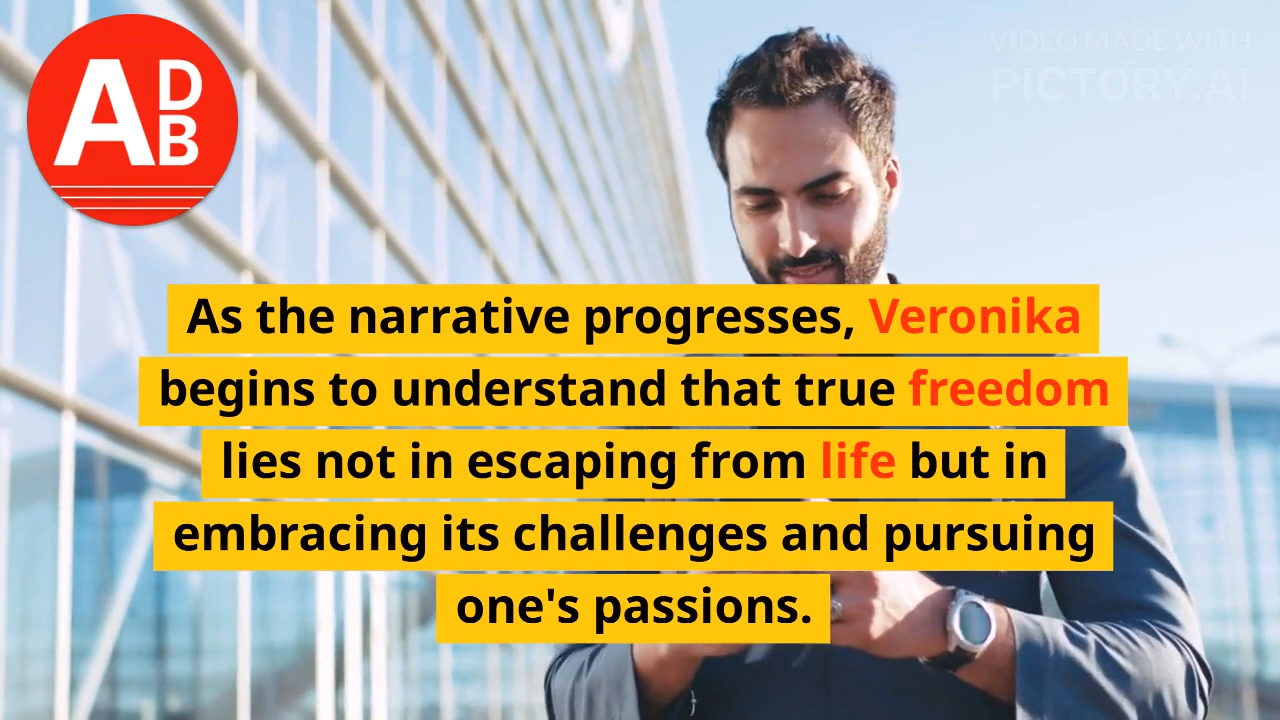 A
D
B
VIDEO MADE WITH
PICTORY.AI
As the narrative progresses, Veronika
begins to understand that true freedom
lies not in escaping from life but in
embracing its challenges and pursuing
one's passions.